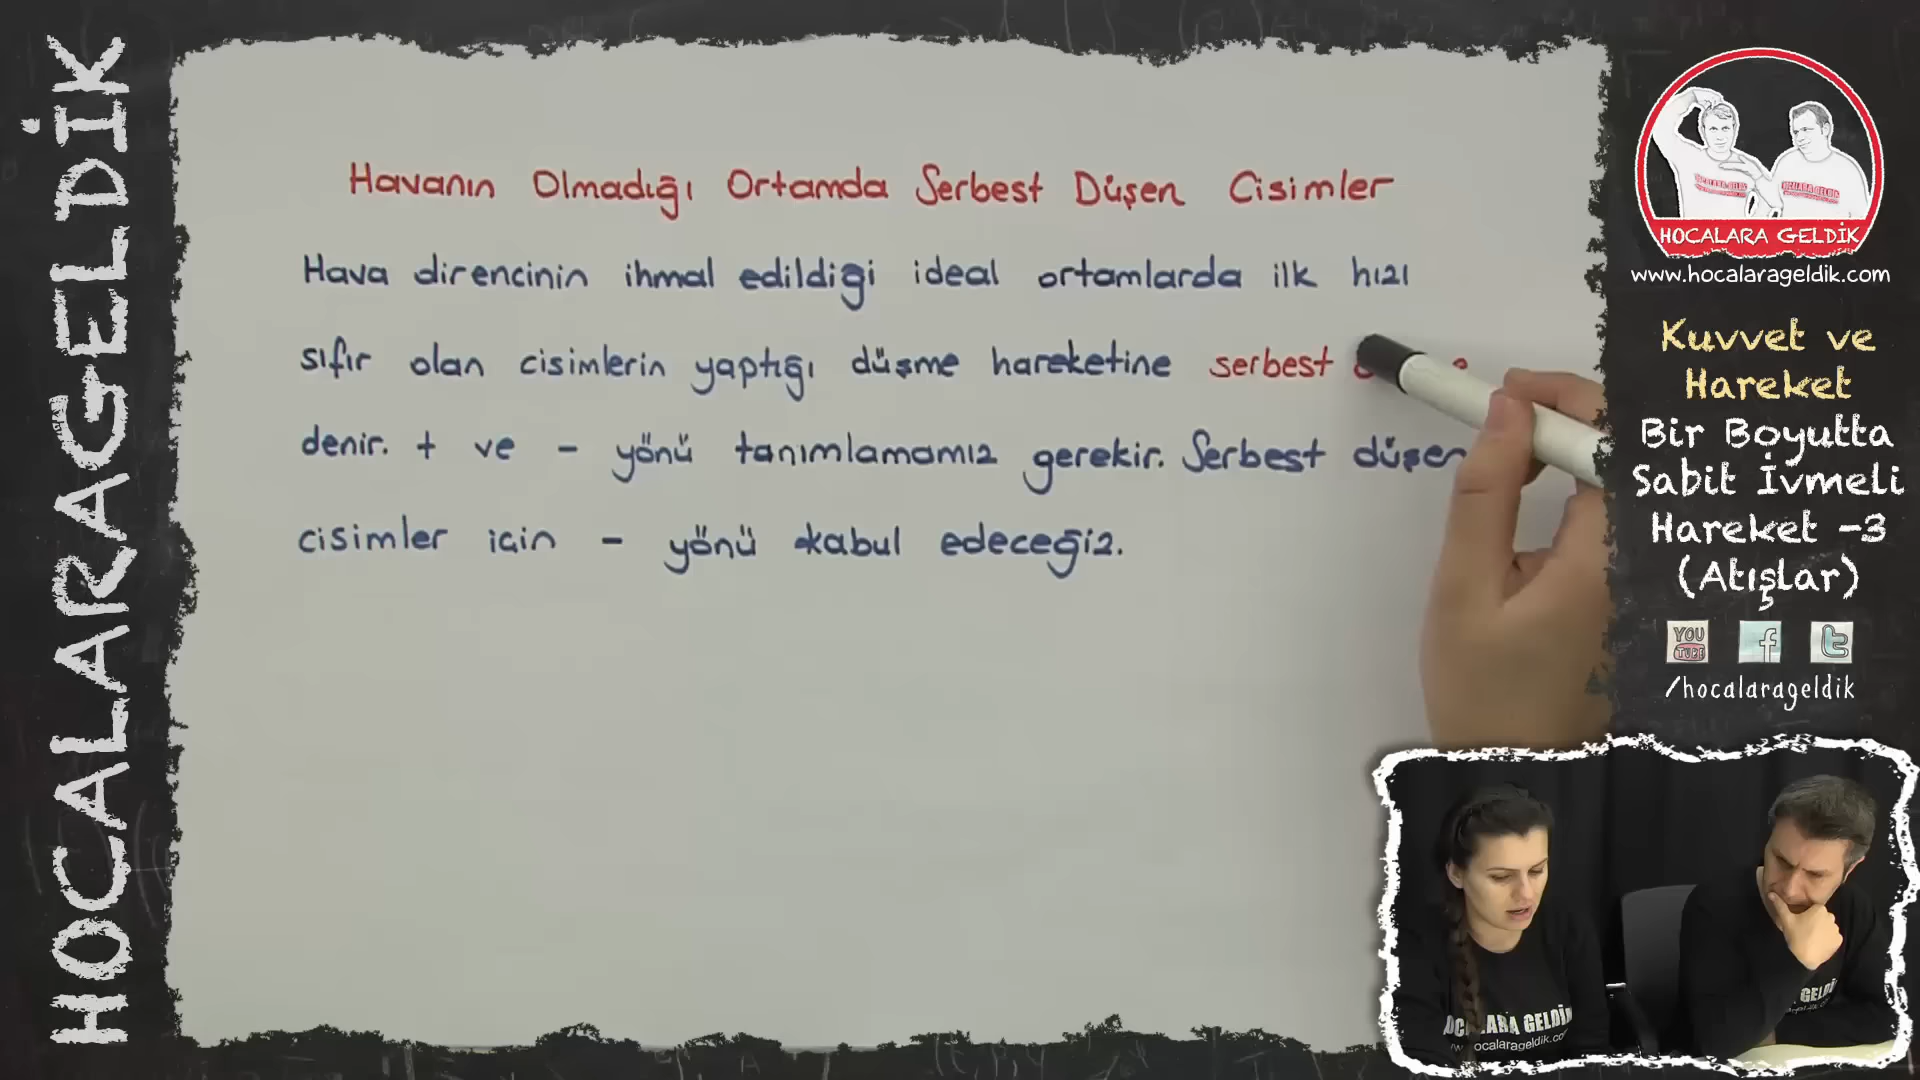 HOCALARAGELDİK
Havanın Olmadığı Ortamda Serbest Düşen Cisimler
Hava direncinin ihmal edildiği ideal ortamlarda ilk hızı
sıfır olan cisimlerin yaptığı düşme hareketine serbest
denir. + ve - yönü tanımlamamız gerekir. Serbest düşen
cisimler için - yönü kabul edeceğiz.
HOCALARA GELDİK
www.hocalarageldik.com
Kuvvet ve
Hareket
Bir Boyutta
Sabit İvmeli
Hareket -3
(Atışlar)
YOU
TUBE
f
t
/hocalarageldik